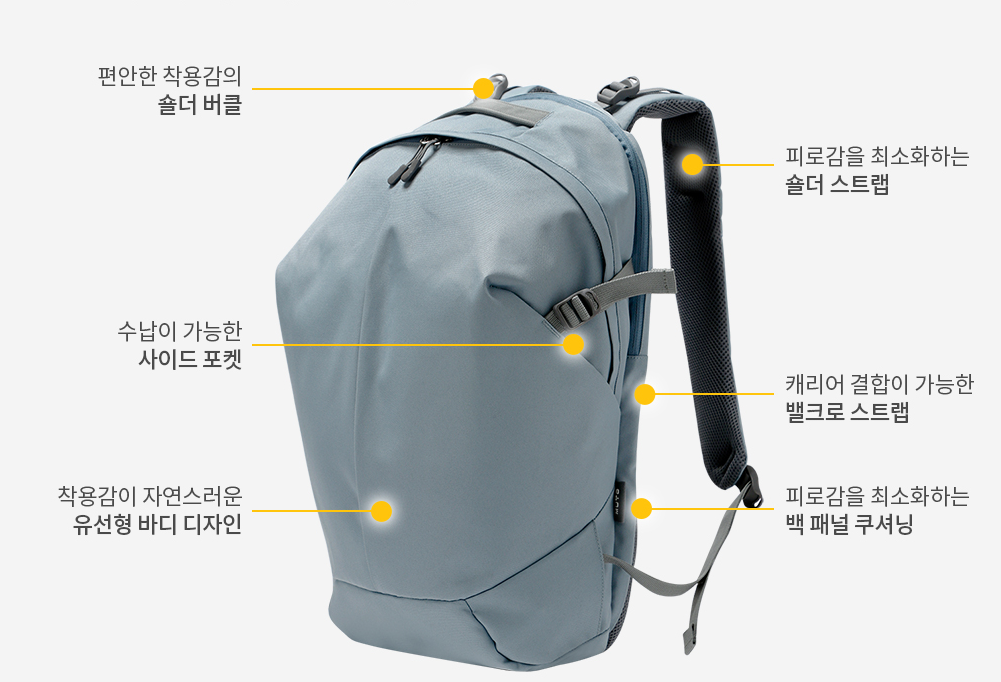 편안한 착용감의
숄더 버클
피로감을 최소화하는
숄더 스트랩
수납이 가능한
사이드 포켓
캐리어 결합이 가능한
밸크로 스트랩
착용감이 자연스러운
유선형 바디 디자인
피로감을 최소화하는
백 패널 쿠셔닝